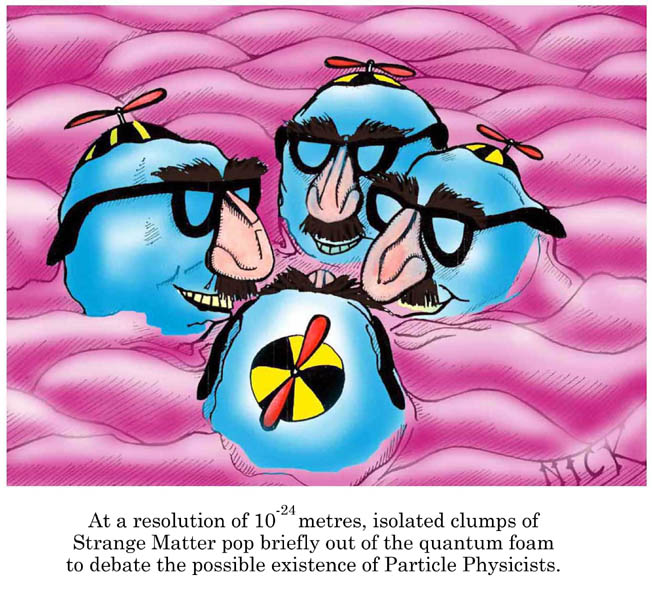 NICK
At a resolution of 10⁻²⁴ metres, isolated clumps of
Strange Matter pop briefly out of the quantum foam
to debate the possible existence of Particle Physicists.